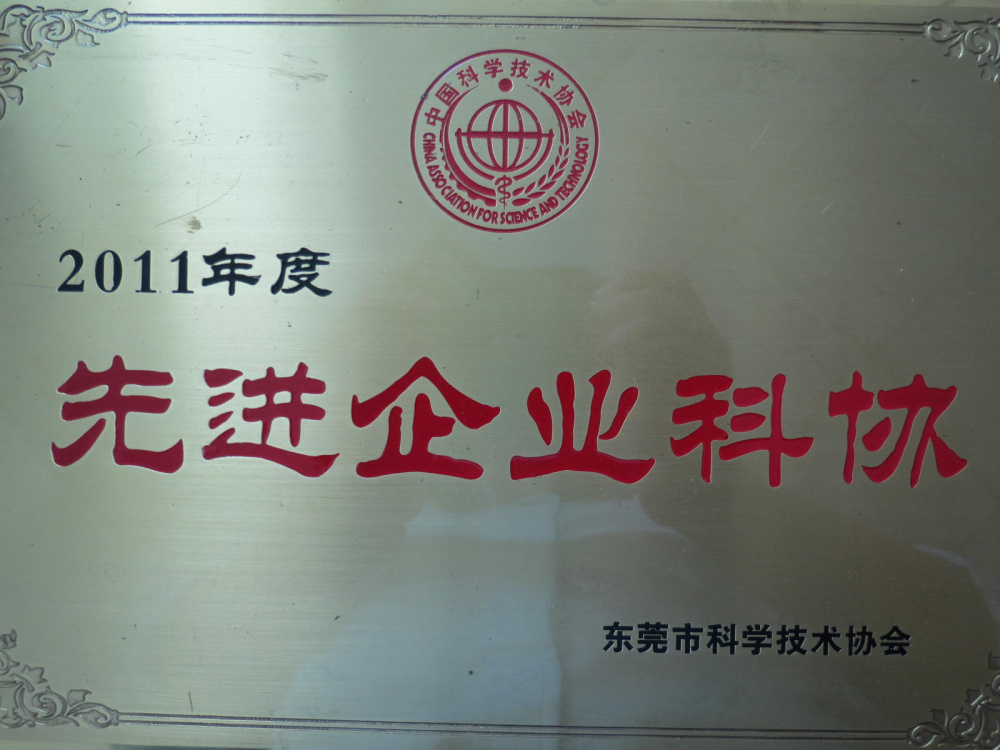 中国科学技术协会
CHINA ASSOCIATION FOR SCIENCE AND TECHNOLOGY
2011年度
先进企业科协
东莞市科学技术协会